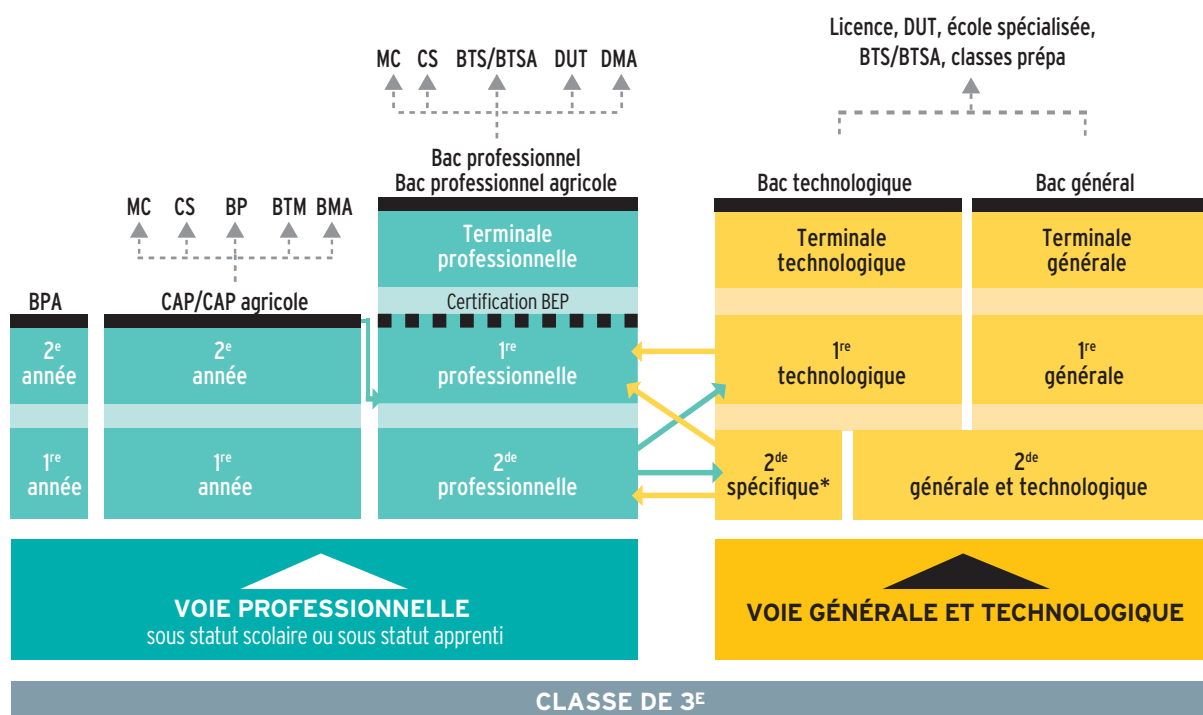 Licence, DUT, école spécialisée,
BTS/BTSA, classes prépa
MC CS BTS/BTSA DUT DMA
Bac professionnel
Bac professionnel agricole
Bac technologique
Bac général
MC CS BP BTM BMA
Terminale
professionnelle
Terminale
technologique
Terminale
générale
BPA
CAP/CAP agricole
Certification BEP
2e
année
2e
année
1re
professionnelle
1re
technologique
1re
générale
1re
année
1re
année
2de
professionnelle
2de
spécifique*
2de
générale et technologique
VOIE PROFESSIONNELLE
sous statut scolaire ou sous statut apprenti
VOIE GÉNÉRALE ET TECHNOLOGIQUE
CLASSE DE 3E